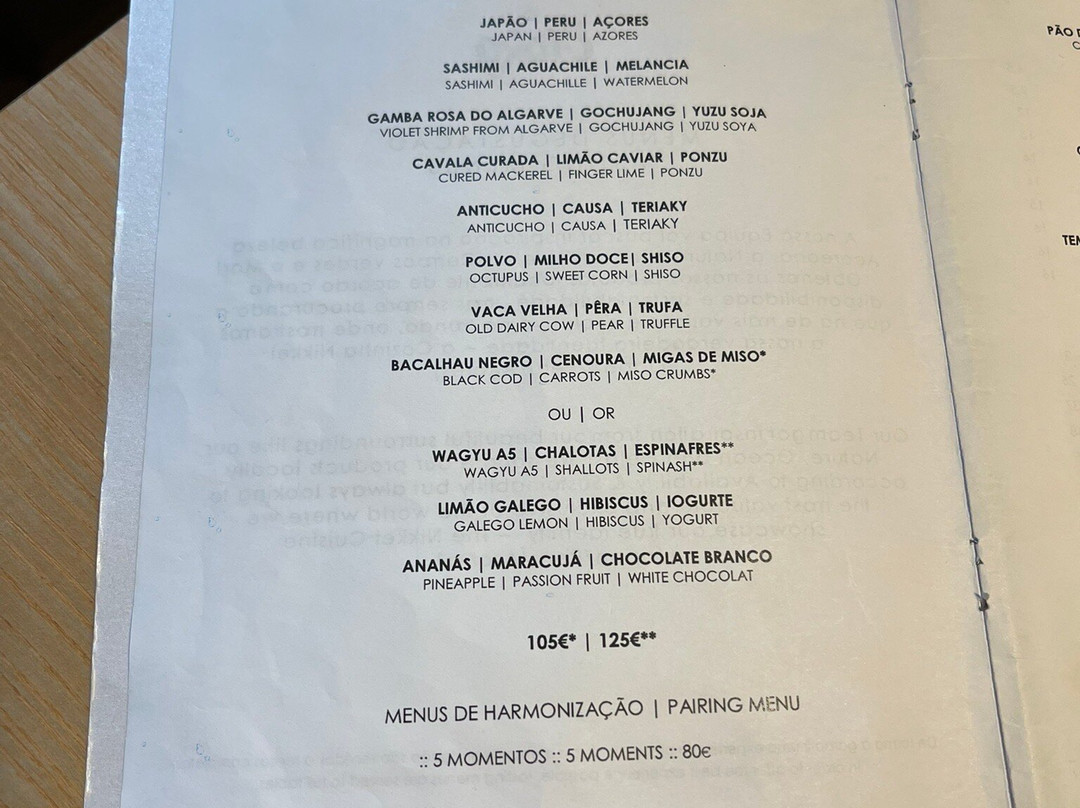 JAPÃO | PERU | AÇORES
JAPAN | PERU | AZORES
SASHIMI | AGUACHILE | MELANCIA
SASHIMI | AGUACHILLE | WATERMELON
GAMBA ROSA DO ALGARVE | GOCHUJANG | YUZU SOJA
VIOLET SHRIMP FROM ALGARVE | GOCHUJANG | YUZU SOYA
CAVALA CURADA | LIMÃO CAVIAR | PONZU
CURED MACKEREL | FINGER LIME | PONZU
ANTICUCHO | CAUSA | TERIAKY
ANTICUCHO | CAUSA | TERIAKY
POLVO | MILHO DOCE| SHISO
OCTUPUS | SWEET CORN | SHISO
VACA VELHA | PÊRA | TRUFA
OLD DAIRY COW | PEAR | TRUFFLE
BACALHAU NEGRO | CENOURA | MIGAS DE MISO*
BLACK COD | CARROTS | MISO CRUMBS*
OU | OR
WAGYU A5 | CHALOTAS | ESPINAFRES**
WAGYU A5 | SHALLOTS | SPINASH**
LIMÃO GALEGO | HIBISCUS | IOGURTE
GALEGO LEMON | HIBISCUS | YOGURT
ANANÁS | MARACUJÁ | CHOCOLATE BRANCO
PINEAPPLE | PASSION FRUIT | WHITE CHOCOLAT
105€* | 125€**
MENUS DE HARMONIZAÇÃO | PAIRING MENU
:: 5 MOMENTOS :: 5 MOMENTS :: 80€
PÃO